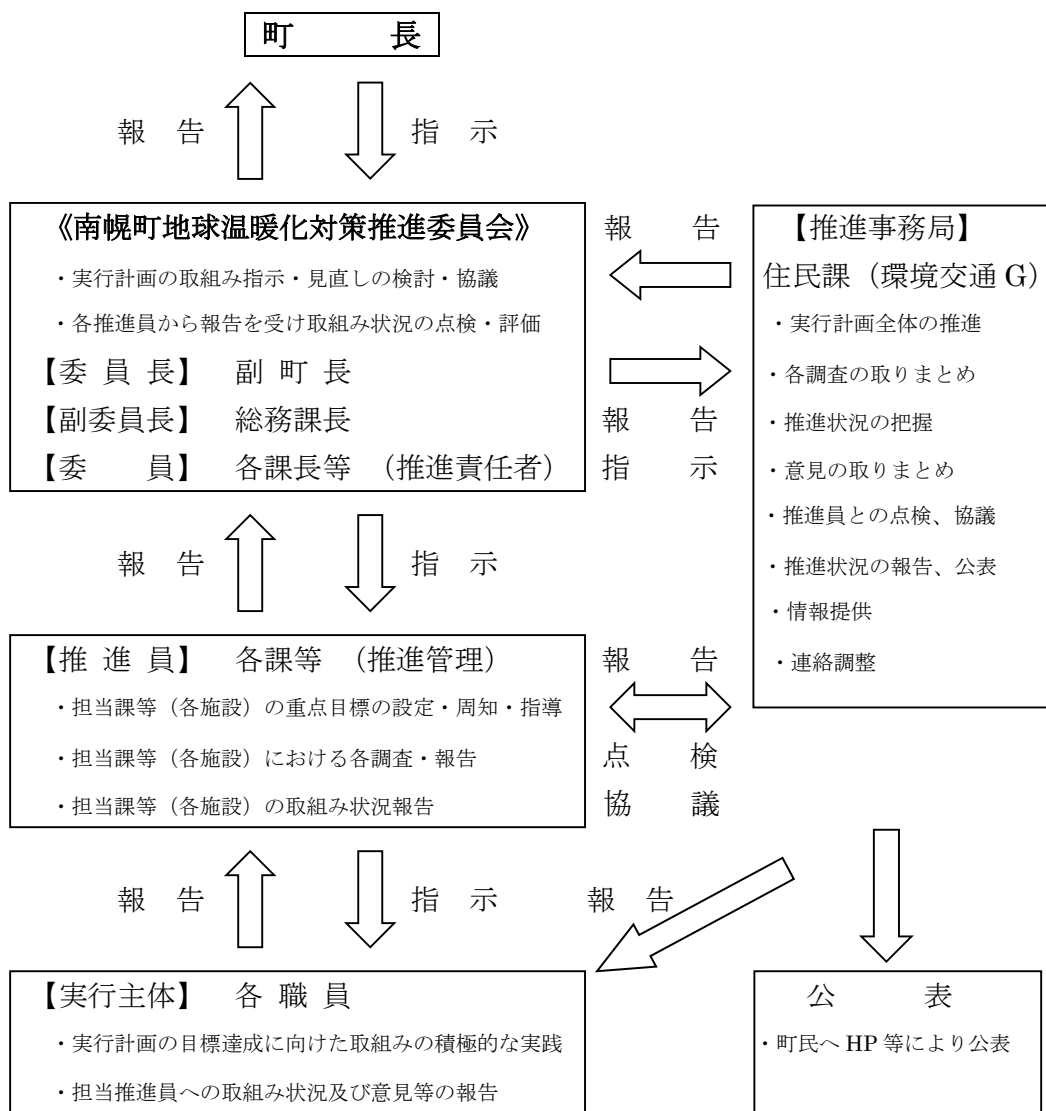 町　長
報　告
指　示
《南幌町地球温暖化対策推進委員会》
・実行計画の取組み指示・見直しの検討・協議
・各推進員から報告を受け取組み状況の点検・評価
【委 員 長】　副 町 長
【副委員長】　総務課長
【委　　員】　各課長等　（推進責任者）
報　告
報　告
指　示
【推進事務局】
住民課（環境交通 G）
・実行計画全体の推進
・各調査の取りまとめ
・推進状況の把握
・意見の取りまとめ
・推進員との点検、協議
・推進状況の報告、公表
・情報提供
・連絡調整
報　告
指　示
【推 進 員】　各課等　（推進管理）
・担当課等（各施設）の重点目標の設定・周知・指導
・担当課等（各施設）における各調査・報告
・担当課等（各施設）の取組み状況報告
報　告
点　検
協　議
報　告
指　示
報　告
【実行主体】　各 職 員
・実行計画の目標達成に向けた取組みの積極的な実践
・担当推進員への取組み状況及び意見等の報告
公　表
・町民へ HP 等により公表